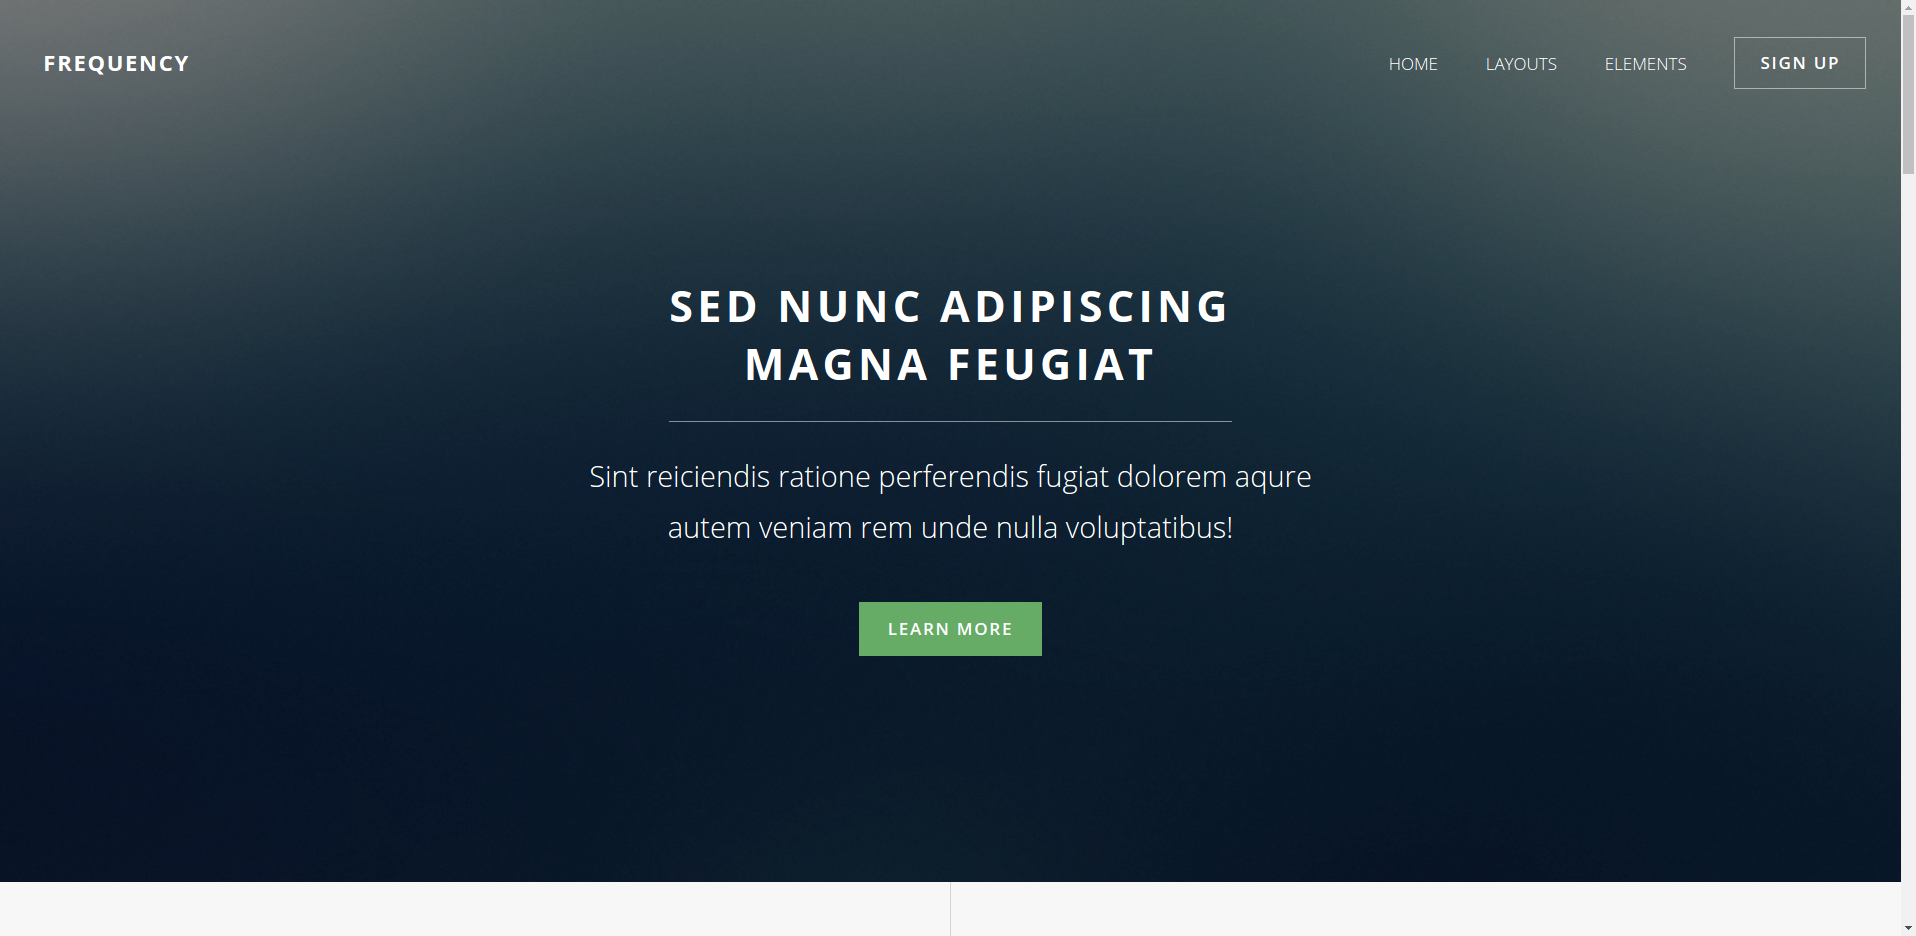 FREQUENCY
HOME LAYOUTS ELEMENTS SIGN UP
SED NUNC ADIPISCING
MAGNA FEUGIAT
Sint reiciendis ratione perferendis fugiat dolorem aqure
autem veniam rem unde nulla voluptatibus!
LEARN MORE